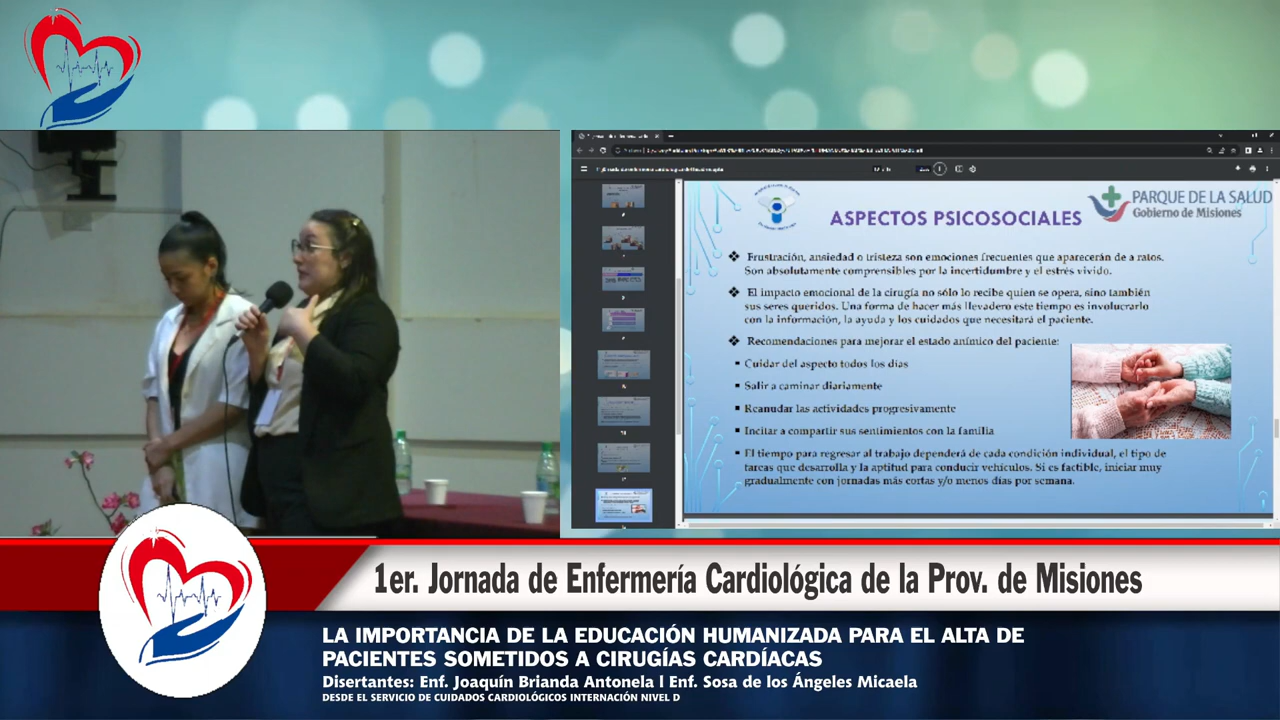 PARQUE DE LA SALUD
Gobierno de Misiones
ASPECTOS PSICOSOCIALES
❖ Frustración, ansiedad o tristeza son emociones frecuentes que aparecerán de a ratos.
Son absolutamente comprensibles por la incertidumbre y el estrés vivido.
❖ El impacto emocional de la cirugía no sólo lo recibe quien se opera, sino también
sus seres queridos. Una forma de hacer más llevadero este tiempo es involucrarlo
con la información, la ayuda y los cuidados que necesitará el paciente.
❖ Recomendaciones para mejorar el estado anímico del paciente:
▪ Cuidar del aspecto todos los días
▪ Salir a caminar diariamente
▪ Reanudar las actividades progresivamente
▪ Incitar a compartir sus sentimientos con la familia
▪ El tiempo para regresar al trabajo dependerá de cada condición individual, el tipo de
tareas que desarrolla y la aptitud para conducir vehículos. Si es factible, iniciar muy
gradualmente con jornadas más cortas y/o menos días por semana.
1er. Jornada de Enfermería Cardiológica de la Prov. de Misiones
LA IMPORTANCIA DE LA EDUCACIÓN HUMANIZADA PARA EL ALTA DE
PACIENTES SOMETIDOS A CIRUGÍAS CARDÍACAS
Disertantes: Enf. Joaquín Brianda Antonela l Enf. Sosa de los Ángeles Micaela
DESDE EL SERVICIO DE CUIDADOS CARDIOLÓGICOS INTERNACIÓN NIVEL D